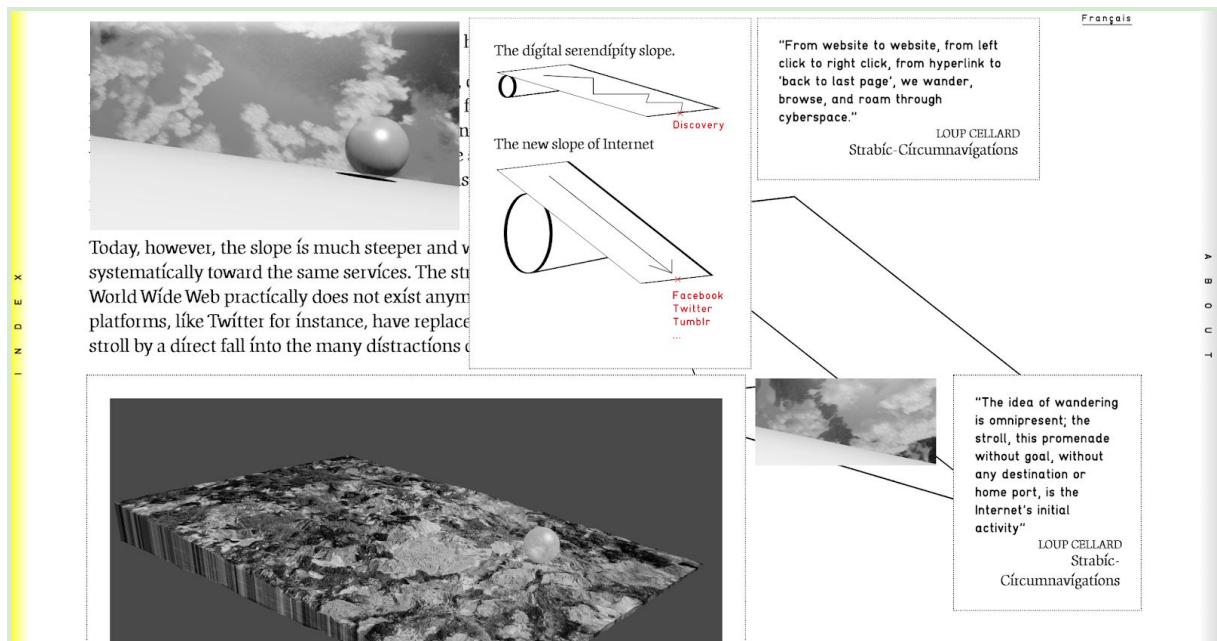 Français
INDEX
ABOUT
The digital serendipity slope.
Discovery
The new slope of Internet
Facebook
Twitter
Tumblr
...
"From website to website, from left
click to right click, from hyperlink to
'back to last page', we wander,
browse, and roam through
cyberspace."
LOUP CELLARD
Strabic-Circumnavigations
Today, however, the slope is much steeper and
systematically toward the same services. The
World Wide Web practically does not exist
platforms, like Twitter for instance, have
stroll by a direct fall into the many distractions
"The idea of wandering
is omnipresent; the
stroll, this promenade
without goal, without
any destination or
home port, is the
Internet's initial
activity"
LOUP CELLARD
Strabic-
Circumnavigations